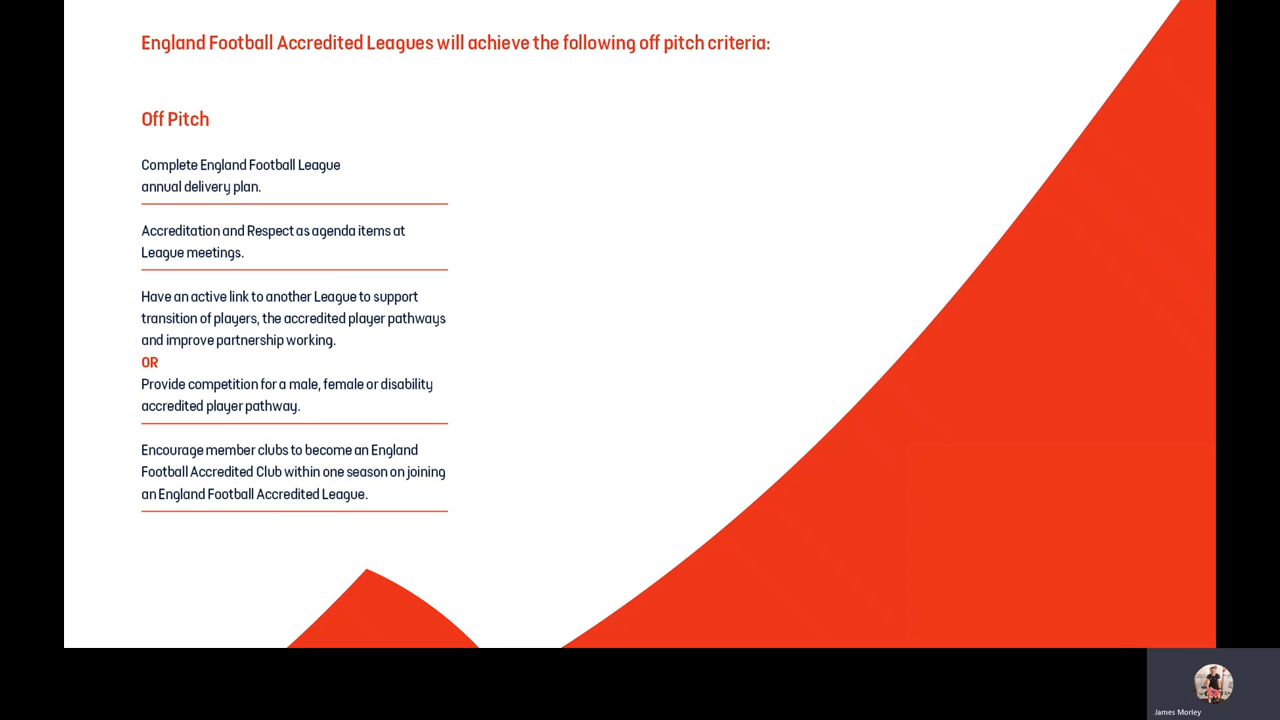 England Football Accredited Leagues will achieve the following off pitch criteria:
Off Pitch
Complete England Football League
annual delivery plan.
Accreditation and Respect as agenda items at
League meetings.
Have an active link to another League to support
transition of players, the accredited player pathways
and improve partnership working.
OR
Provide competition for a male, female or disability
accredited player pathway.
Encourage member clubs to become an England
Football Accredited Club within one season on joining
an England Football Accredited League.
James Morley